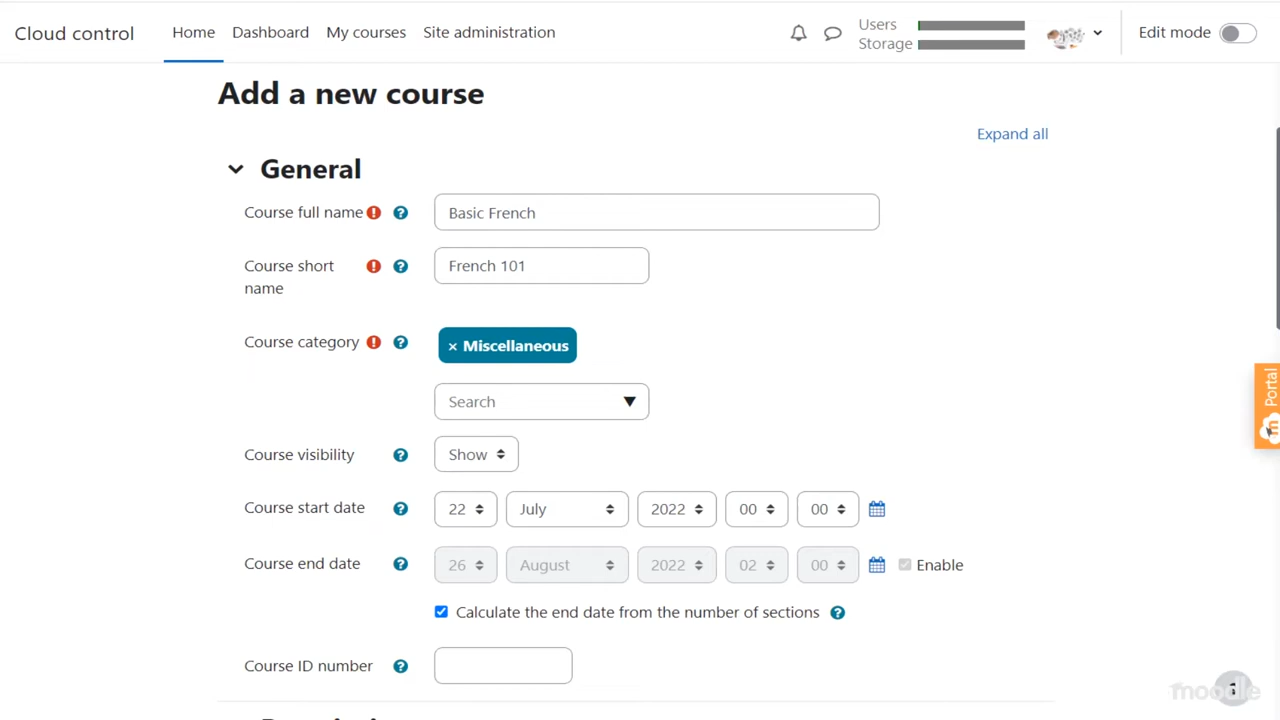 Cloud control
Home Dashboard My courses Site administration
Users
Storage
Edit mode
Add a new course
Expand all
General
Course full name ! ? Basic French
Course short name ! ? French 101
Course category ! ? × Miscellaneous
Search
Course visibility ? Show
Course start date ? 22 July 2022 00 00
Course end date ? 26 August 2022 02 00 Enable
Calculate the end date from the number of sections ?
Course ID number ?
Portal
moodle